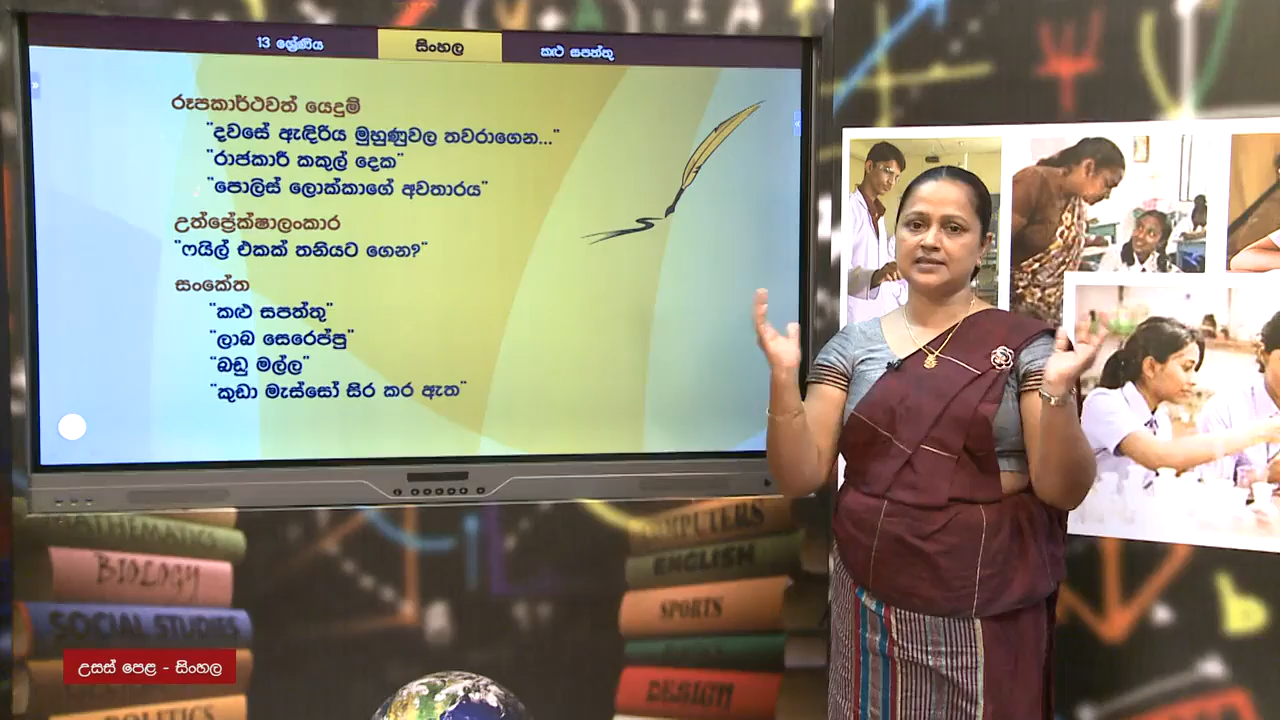 13 ශ්‍රේණිය
සිංහල
කළු සපත්තු
රූපකාර්ථවත් යෙදුම්
"දවසේ ඇඳිරිය මුහුණුවල තවරාගෙන..."
"රාජකාරී කකුල් දෙක"
"පොලිස් ලොක්කාගේ අවතාරය"
උත්ප්‍රේක්ෂාලංකාර
"ෆයිල් එකක් තනියට ගෙන?"
සංකේත
"කළු සපත්තු"
"ලාබ සෙරෙප්පු"
"බඩු මල්ල"
"කුඩා මැස්සෝ සිර කර ඇත"
MATHEMATICS
BIOLOGY
SOCIAL STUDIES
POLITICS
COMPUTERS
ENGLISH
SPORTS
DESIGN
උසස් පෙළ - සිංහල